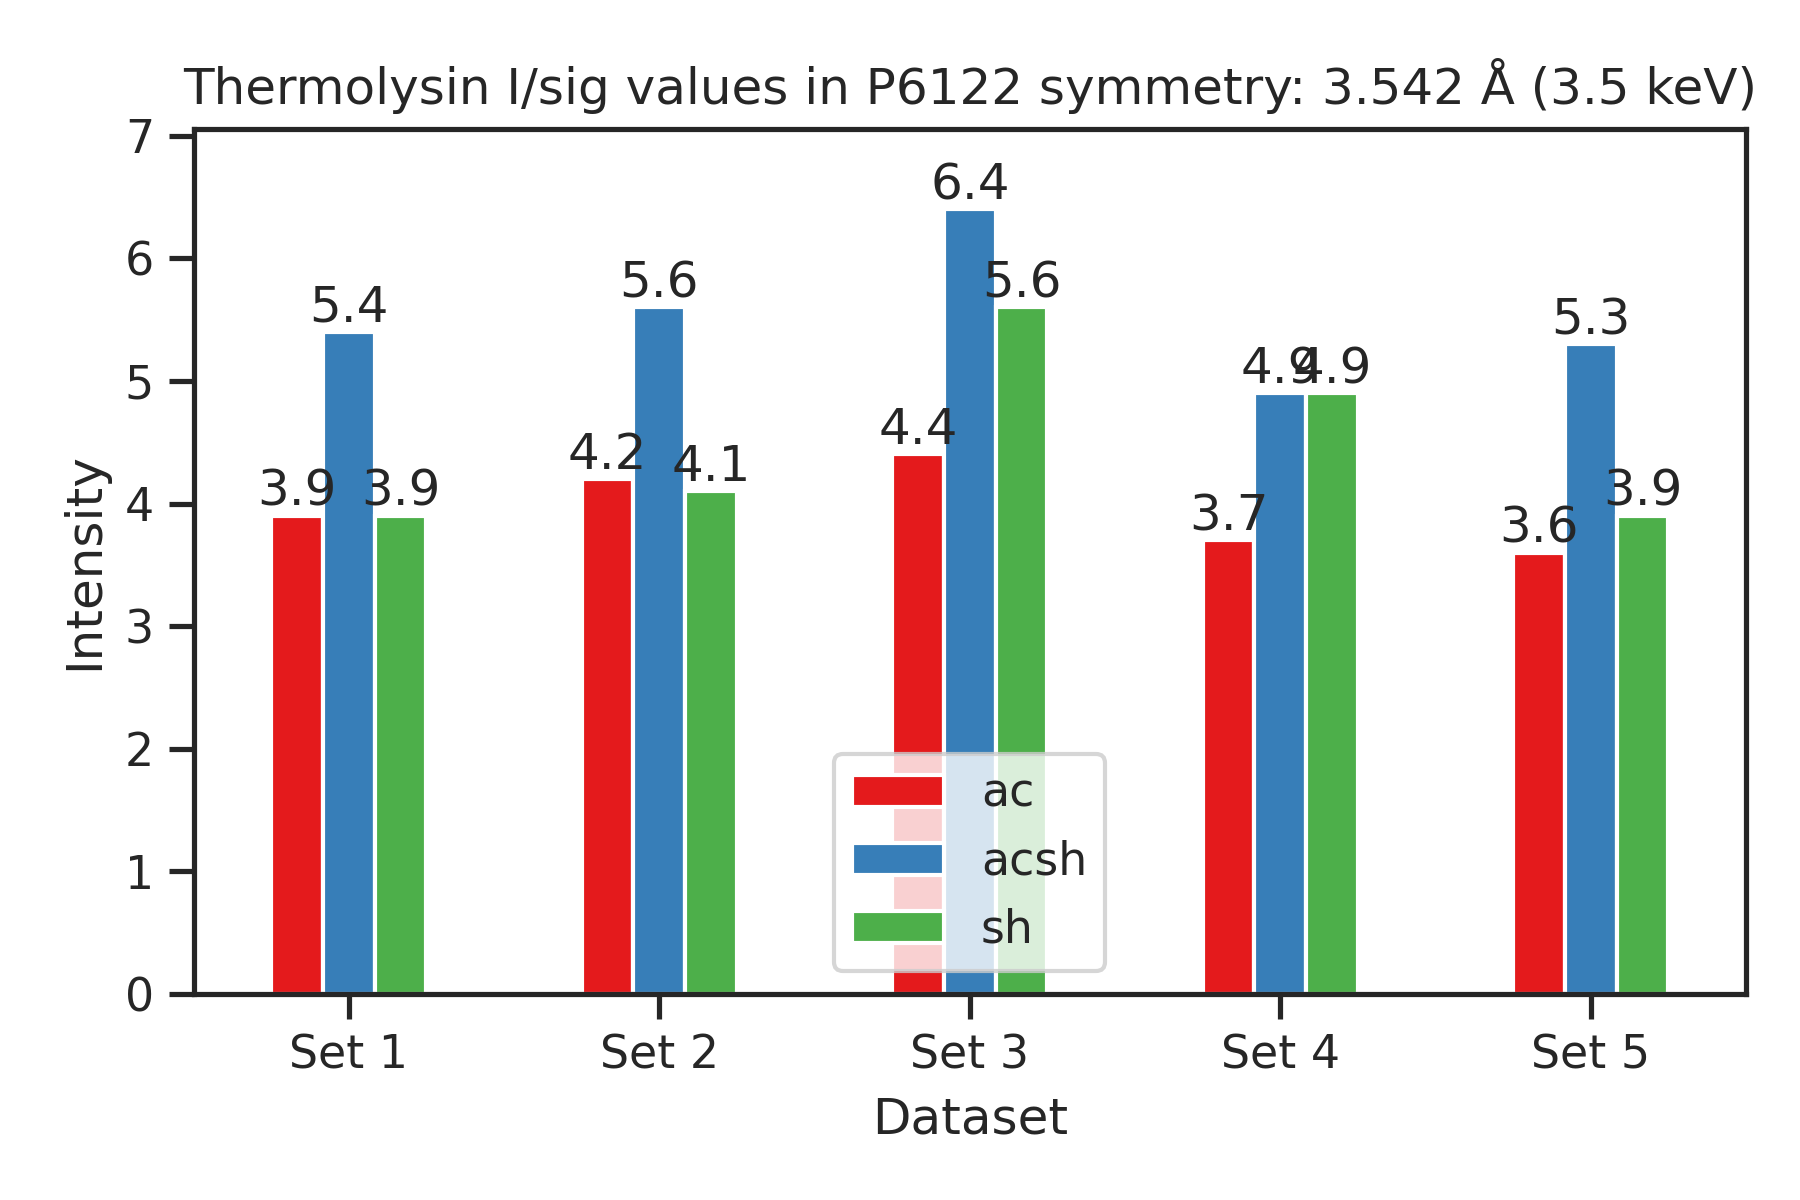 Thermolysin I/sig values in P6122 symmetry: 3.542 Å (3.5 keV)
7
6
5
4
3
2
1
0
Intensity
3.9
5.4
3.9
4.2
5.6
4.1
4.4
6.4
5.6
3.7
4.9
4.9
3.6
5.3
3.9
ac
acsh
sh
Set 1
Set 2
Set 3
Set 4
Set 5
Dataset